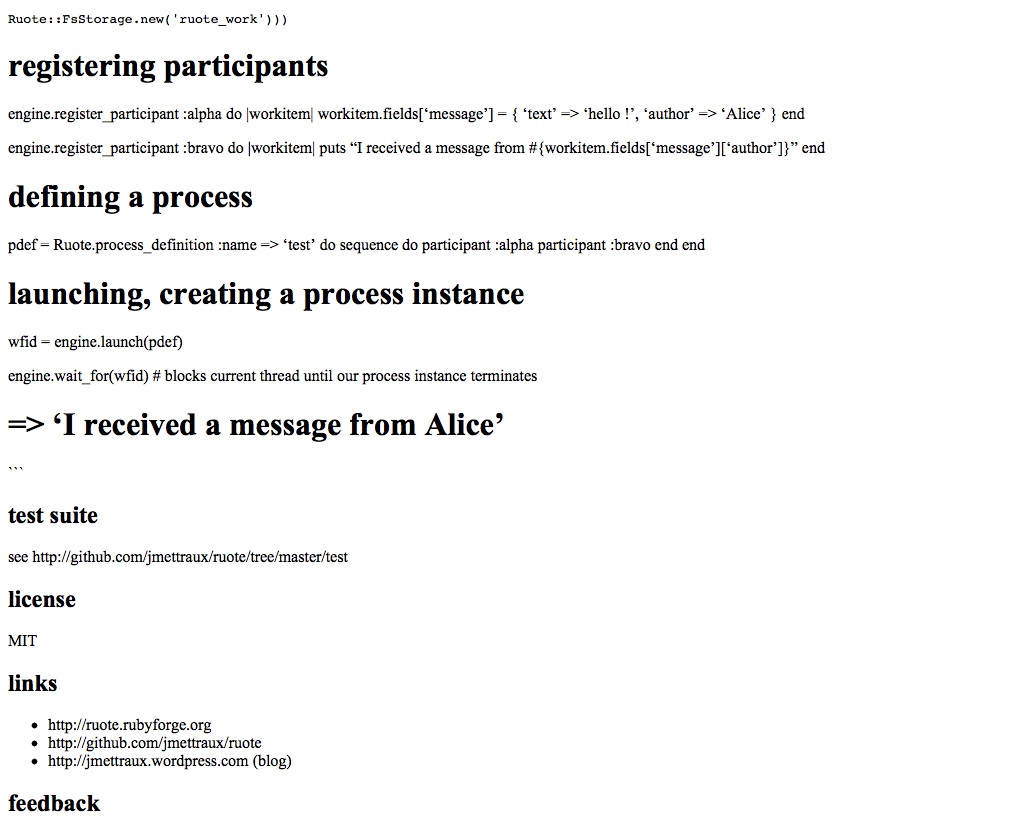 Ruote::FsStorage.new('ruote_work')))
registering participants
engine.register_participant :alpha do |workitem| workitem.fields[‘message’] = { ‘text’ => ‘hello !’, ‘author’ => ‘Alice’ } end
engine.register_participant :bravo do |workitem| puts “I received a message from #{workitem.fields[‘message’][‘author’]}” end
defining a process
pdef = Ruote.process_definition :name => ‘test’ do sequence do participant :alpha participant :bravo end end
launching, creating a process instance
wfid = engine.launch(pdef)
engine.wait_for(wfid) # blocks current thread until our process instance terminates
=> ‘I received a message from Alice’
```
test suite
see http://github.com/jmettraux/ruote/tree/master/test
license
MIT
links
• http://ruote.rubyforge.org
• http://github.com/jmettraux/ruote
• http://jmettraux.wordpress.com (blog)
feedback